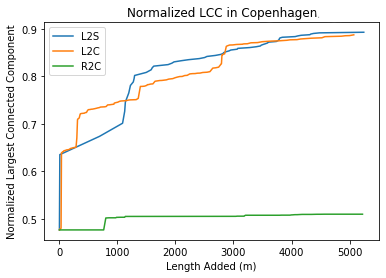 Normalized LCC in Copenhagen
L2S
L2C
R2C
Normalized Largest Connected Component
0.9
0.8
0.7
0.6
0.5
0
1000
2000
3000
4000
5000
Length Added (m)